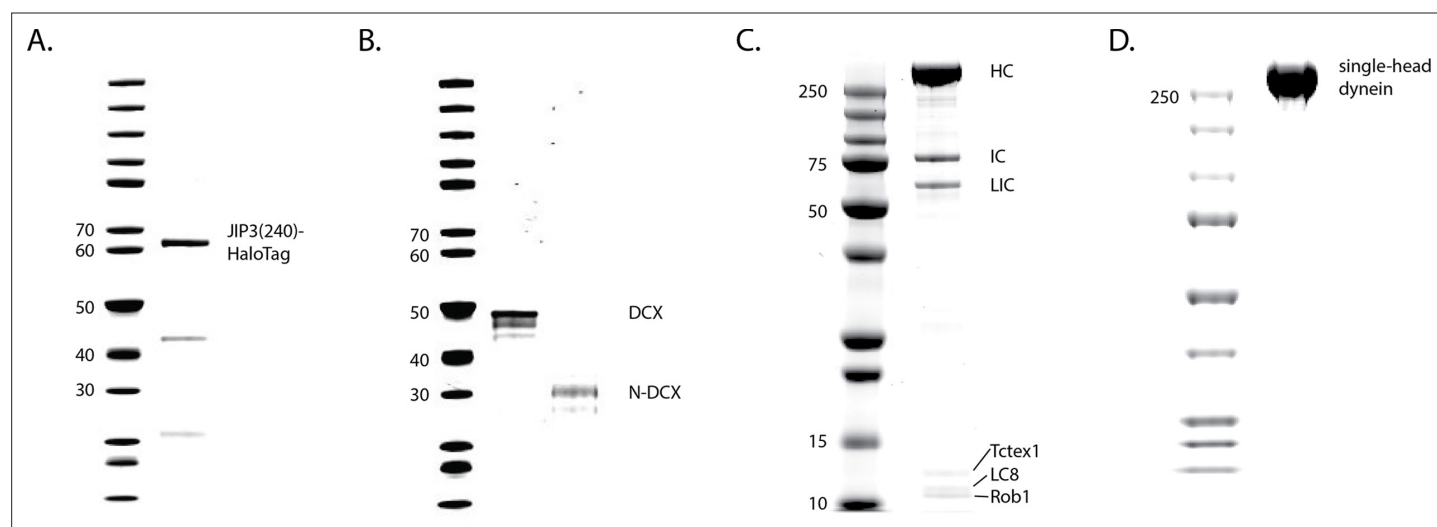 A.
70
60
50
40
30
JIP3(240)-
HaloTag
B.
70
60
50
40
30
DCX
N-DCX
C.
250
75
50
15
10
HC
IC
LIC
Tctex1
LC8
Rob1
D.
250
single-head
dynein